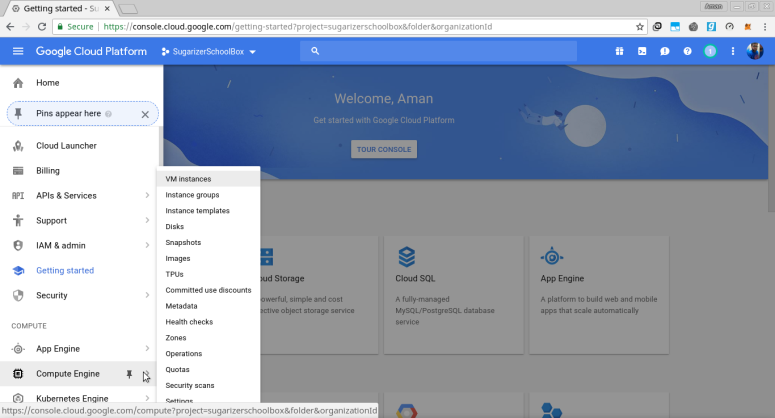 Getting started - Su
Aman
Secure
https://console.cloud.google.com/getting-started?project=sugarizerschoolbox&folder&organizationId
Google Cloud Platform
SugarizerSchoolBox
Home
Pins appear here
Cloud Launcher
Billing
API
APIs & Services
Support
IAM & admin
Getting started
Security
COMPUTE
App Engine
Compute Engine
Kubernetes Engine
VM instances
Instance groups
Instance templates
Disks
Snapshots
Images
TPUs
Committed use discounts
Metadata
Health checks
Zones
Operations
Quotas
Security scans
Settings
Welcome, Aman
Get started with Google Cloud Platform
TOUR CONSOLE
oud Storage
owerful, simple and cost
ective object storage service
Cloud SQL
A fully-managed
MySQL/PostgreSQL database
service
App Engine
A platform to build web and mobile
apps that scale automatically
https://console.cloud.google.com/compute?project=sugarizerschoolbox&folder&organizationId